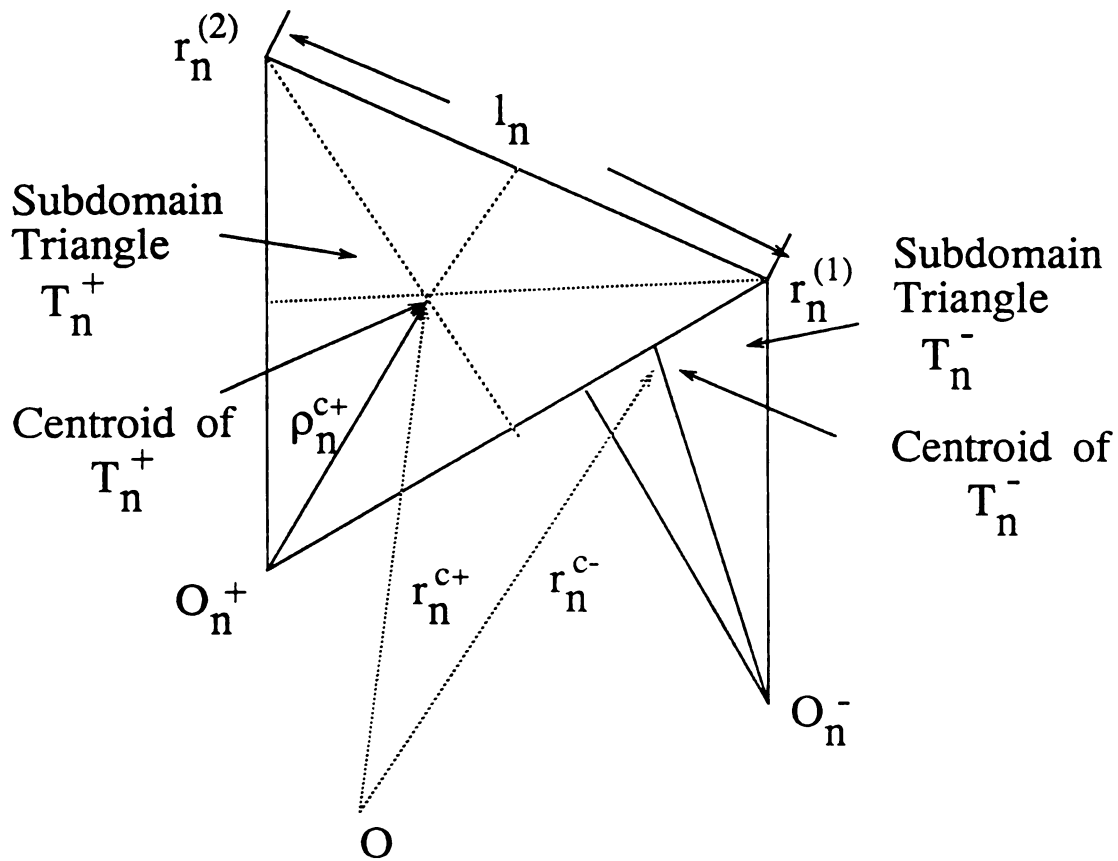 r_n^(2)
l_n
Subdomain
Triangle
T_n^+
Subdomain
Triangle
T_n^-
r_n^(1)
Centroid of
T_n^+
ρ_n^c+
Centroid of
T_n^-
O_n^+
r_n^c+
r_n^c-
O_n^-
O